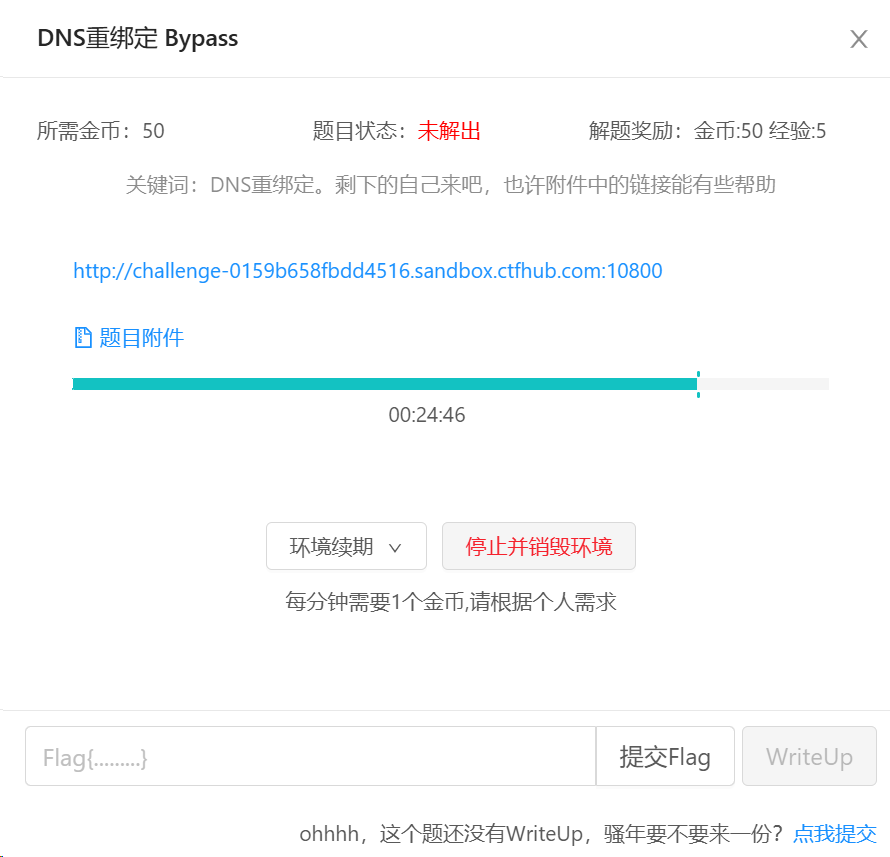 DNS重绑定 Bypass
所需金币：50 题目状态：未解出 解题奖励：金币:50 经验:5
关键词：DNS重绑定。剩下的自己来吧，也许附件中的链接能有些帮助
http://challenge-0159b658fbdd4516.sandbox.ctfhub.com:10800
题目附件
00:24:46
环境续期 停止并销毁环境
每分钟需要1个金币,请根据个人需求
Flag{.........} 提交Flag WriteUp
ohhhh，这个题还没有WriteUp，骚年要不要来一份？点我提交